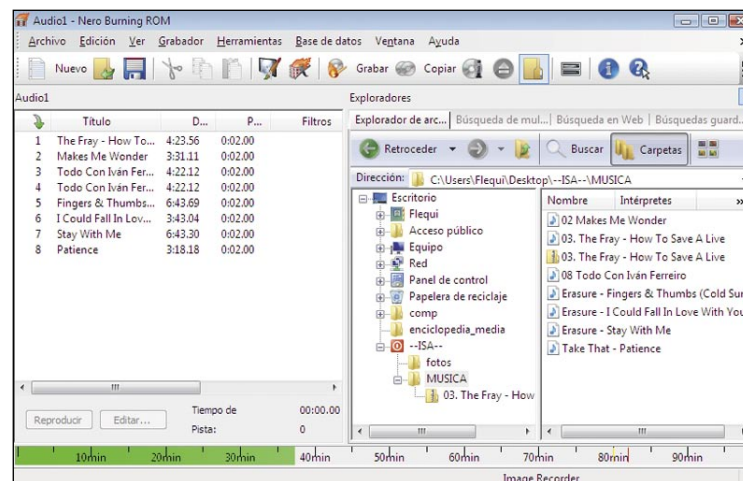 Audio1 - Nero Burning ROM
Archivo Edición Ver Grabador Herramientas Base de datos Ventana Ayuda
Nuevo Grabar Copiar
Audio1
Título D... P... Filtros
1 The Fray - How To... 4:23.56 0:02.00
2 Makes Me Wonder 3:31.11 0:02.00
3 Todo Con Iván Fer... 4:22.12 0:02.00
4 Todo Con Iván Fer... 4:22.12 0:02.00
5 Fingers & Thumbs... 6:43.69 0:02.00
6 I Could Fall In Lov... 3:43.04 0:02.00
7 Stay With Me 6:43.30 0:02.00
8 Patience 3:18.18 0:02.00
Reproducir Editar... Tiempo de 00:00.00
Pista: 0
Exploradores
Explorador de arc... Búsqueda de mul... Búsqueda en Web Búsquedas guard...
Retroceder Buscar Carpetas
Dirección: C:\Users\Flequi\Desktop\--ISA--\MUSICA
Escritorio
Flequi
Acceso público
Equipo
Red
Panel de control
Papelera de reciclaje
comp
enciclopedia_media
--ISA--
fotos
MUSICA
03. The Fray - How
Nombre Intérpretes »
02 Makes Me Wonder
03. The Fray - How To Save A Live
03. The Fray - How To Save A Live
08 Todo Con Iván Ferreiro
Erasure - Fingers & Thumbs (Cold Sur
Erasure - I Could Fall In Love With You
Erasure - Stay With Me
Take That - Patience
10min 20min 30min 40min 50min 60min 70min 80min 90min
Image Recorder